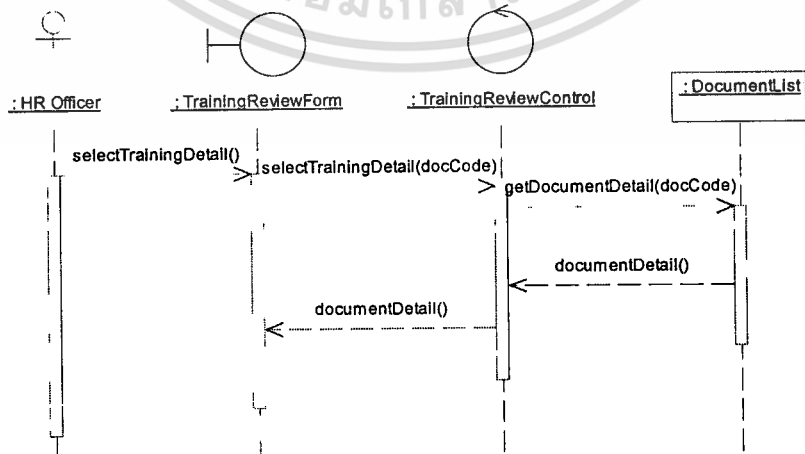 : HR Officer
: TrainingReviewForm
: TrainingReviewControl
: DocumentList
selectTrainingDetail()
selectTrainingDetail(docCode)
getDocumentDetail(docCode)
documentDetail()
documentDetail()